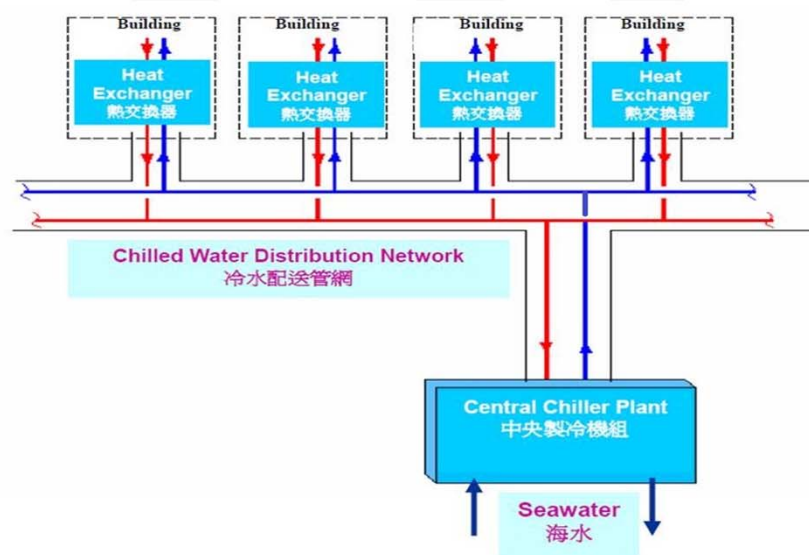 Building
Building
Building
Building
Heat
Exchanger
熱交換器
Heat
Exchanger
熱交換器
Heat
Exchanger
熱交換器
Heat
Exchanger
熱交換器
Chilled Water Distribution Network
冷水配送管網
Central Chiller Plant
中央製冷機組
Seawater
海水